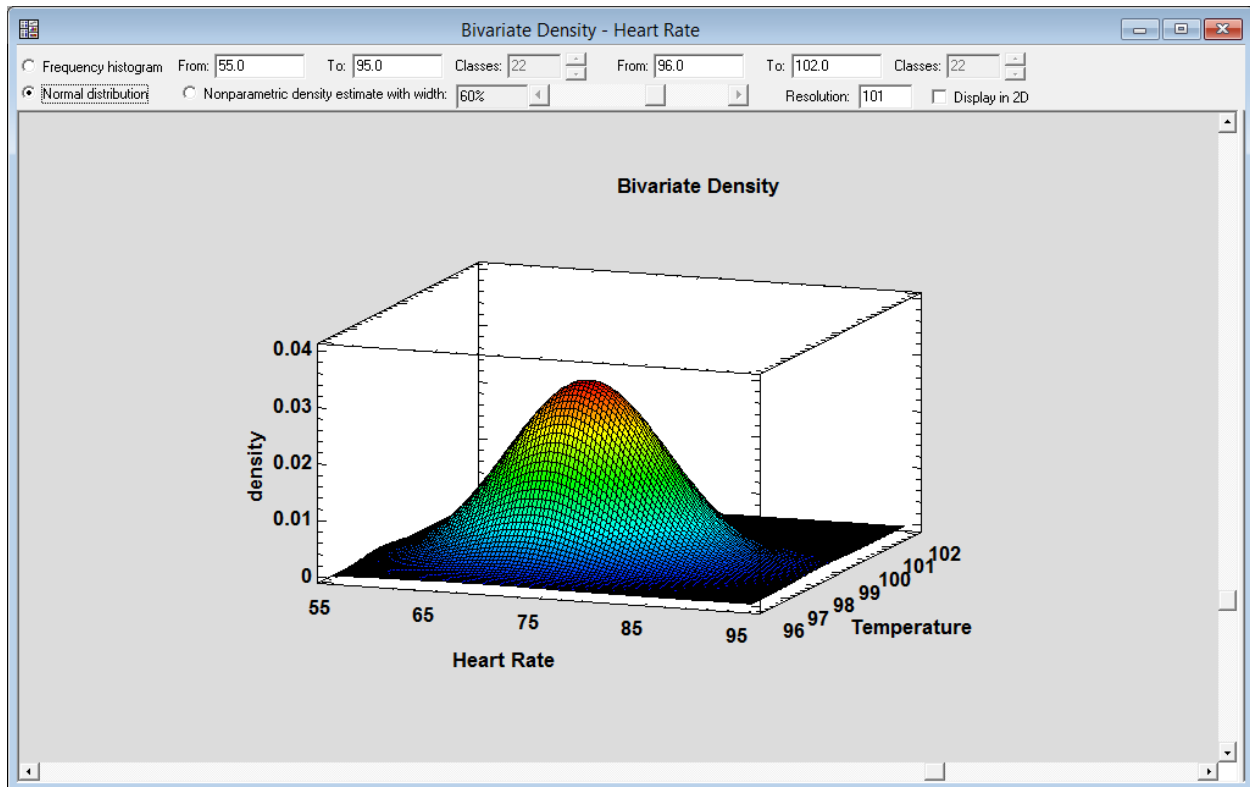 Bivariate Density - Heart Rate
Frequency histogram From: 55.0 To: 95.0 Classes: 22 From: 96.0 To: 102.0 Classes: 22
Normal distribution Nonparametric density estimate with width: 60% Resolution: 101 Display in 2D
Bivariate Density
0.04
0.03
0.02
0.01
0
density
55 65 75 85 95
Heart Rate
96 97 98 99 100 101 102
Temperature